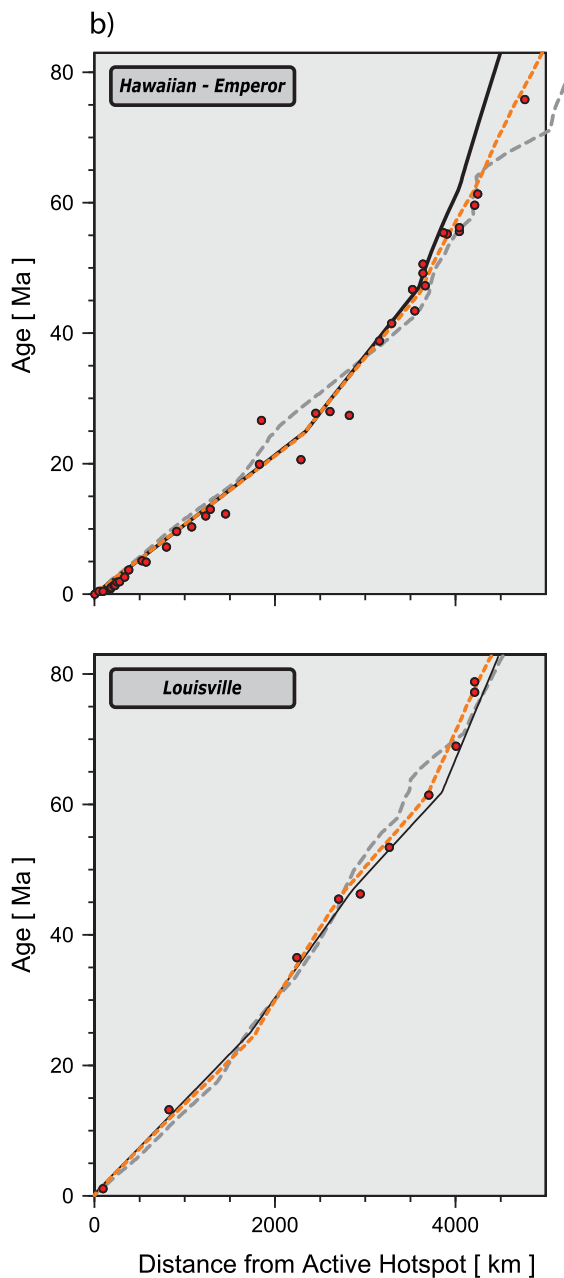 b)
Hawaiian - Emperor
80
60
40
20
0
Age [ Ma ]
Louisville
80
60
40
20
0
Age [ Ma ]
0 2000 4000
Distance from Active Hotspot [ km ]